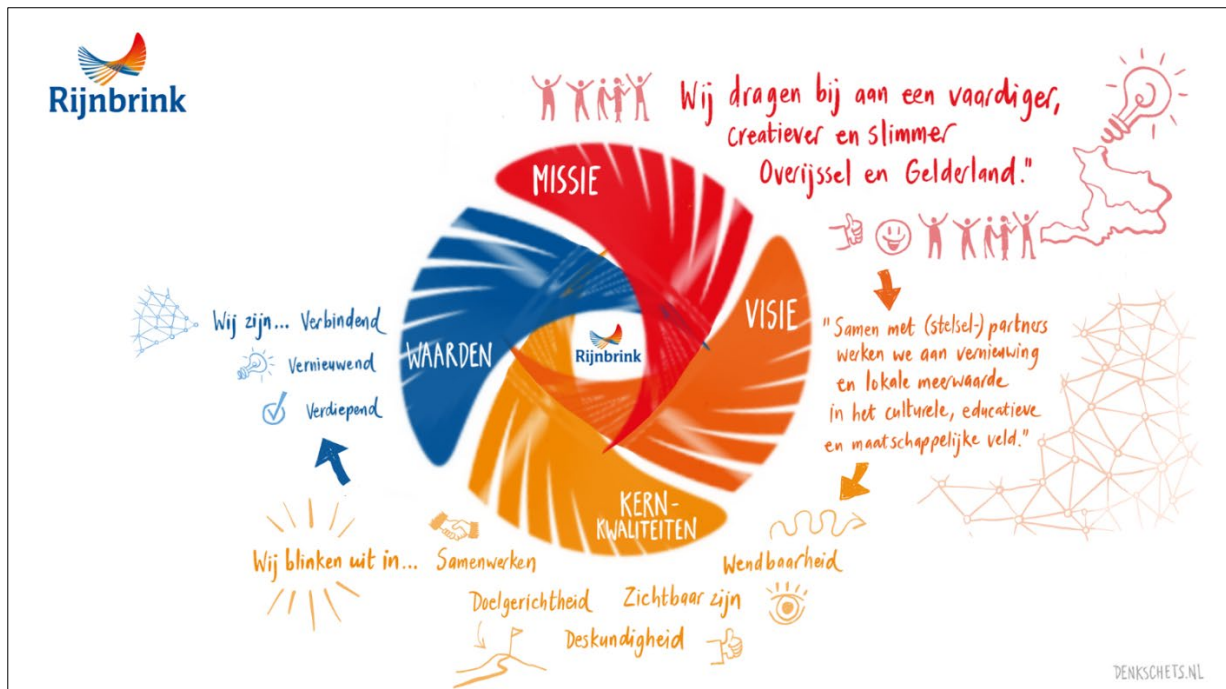 Rijnbrink
Wij dragen bij aan een vaardiger,
creatiever en slimmer
Overijssel en Gelderland."
MISSIE
VISIE
"Samen met (stelsel-) partners
werken we aan vernieuwing
en lokale meerwaarde
in het culturele, educatieve
en maatschappelijke veld."
KERN-
KWALITEITEN
Wendbaarheid
Zichtbaar zijn
Deskundigheid
Doelgerichtheid
Samenwerken
Wij blinken uit in...
WAARDEN
Wij zijn... Verbindend
Vernieuwend
Verdiepend
Rijnbrink
DENKSCHETS.NL